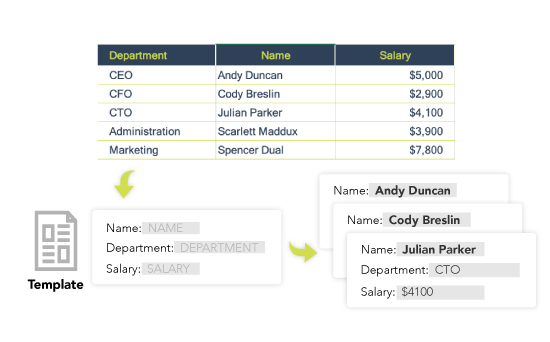 Department Name Salary
CEO Andy Duncan $5,000
CFO Cody Breslin $2,900
CTO Julian Parker $4,100
Administration Scarlett Maddux $3,900
Marketing Spencer Dual $7,800
Template
Name: NAME
Department: DEPARTMENT
Salary: SALARY
Name: Andy Duncan
Name: Cody Breslin
Name: Julian Parker
Department: CTO
Salary: $4100